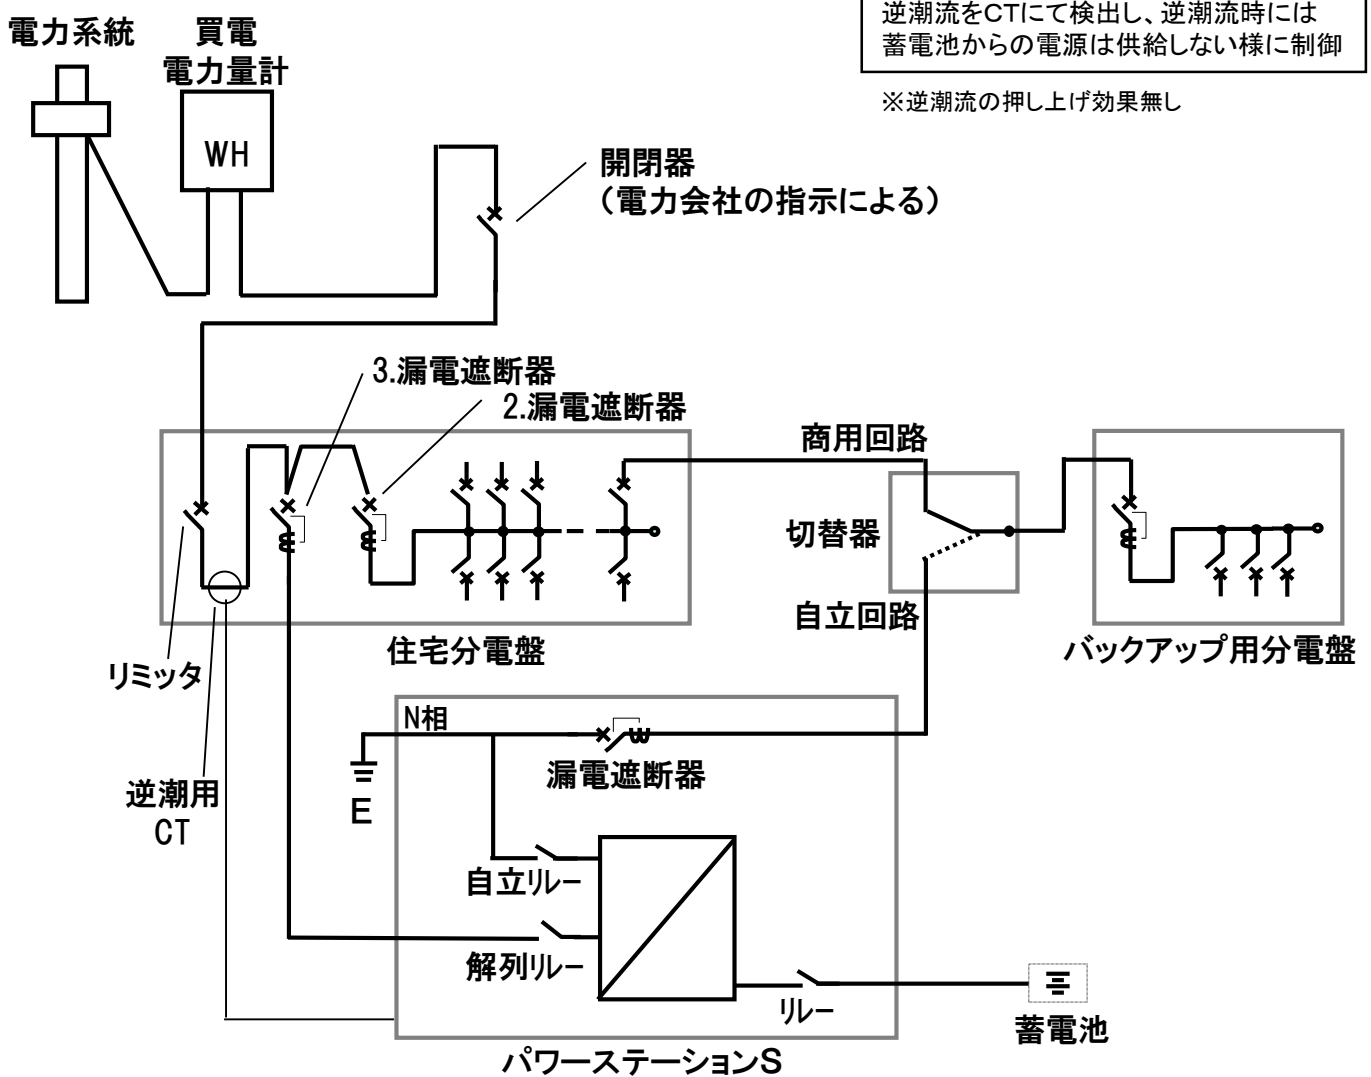 逆潮流をCTにて検出し、逆潮流時には
蓄電池からの電源は供給しない様に制御
※逆潮流の押し上げ効果無し
電力系統
買電
電力量計
WH
開閉器
（電力会社の指示による）
3.漏電遮断器
2.漏電遮断器
商用回路
切替器
自立回路
住宅分電盤
バックアップ用分電盤
リミッタ
N相
漏電遮断器
E
逆潮用
CT
自立リレー
解列リレー
リレー
蓄電池
パワーステーションS